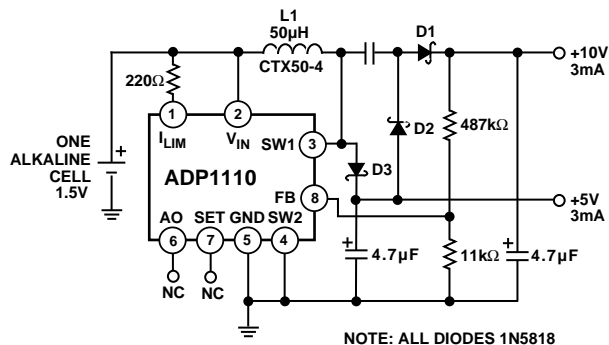 L1
50µH
CTX50-4
D1
+10V
3mA
220Ω
1
2
I_LIM
V_IN
SW1
3
D2
487kΩ
ONE
ALKALINE
CELL
1.5V
+
ADP1110
D3
FB
8
+5V
3mA
AO
SET
GND
SW2
6
7
5
4
+
4.7µF
11kΩ
+
4.7µF
NC
NC
NOTE: ALL DIODES 1N5818